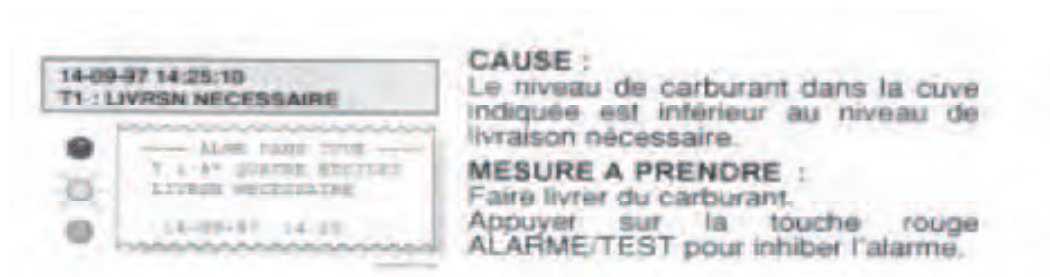 14-09-97 14:25:10
T1 : LIVRSN NECESSAIRE
ALME DANS CUVE
LIVRSN NECESSAIRE
14-09-97 14:25
CAUSE :
Le niveau de carburant dans la cuve
indiquée est inférieur au niveau de
livraison nécessaire.
MESURE A PRENDRE :
Faire livrer du carburant.
Appuyer sur la touche rouge
ALARME/TEST pour inhiber l'alarme.